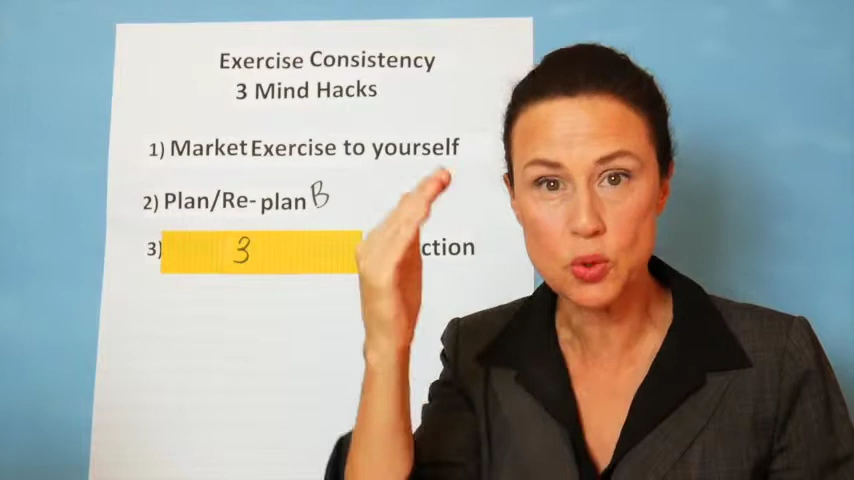 Exercise Consistency
3 Mind Hacks
1) Market Exercise to yourself
2) Plan/Re-plan B
3) 3 ction